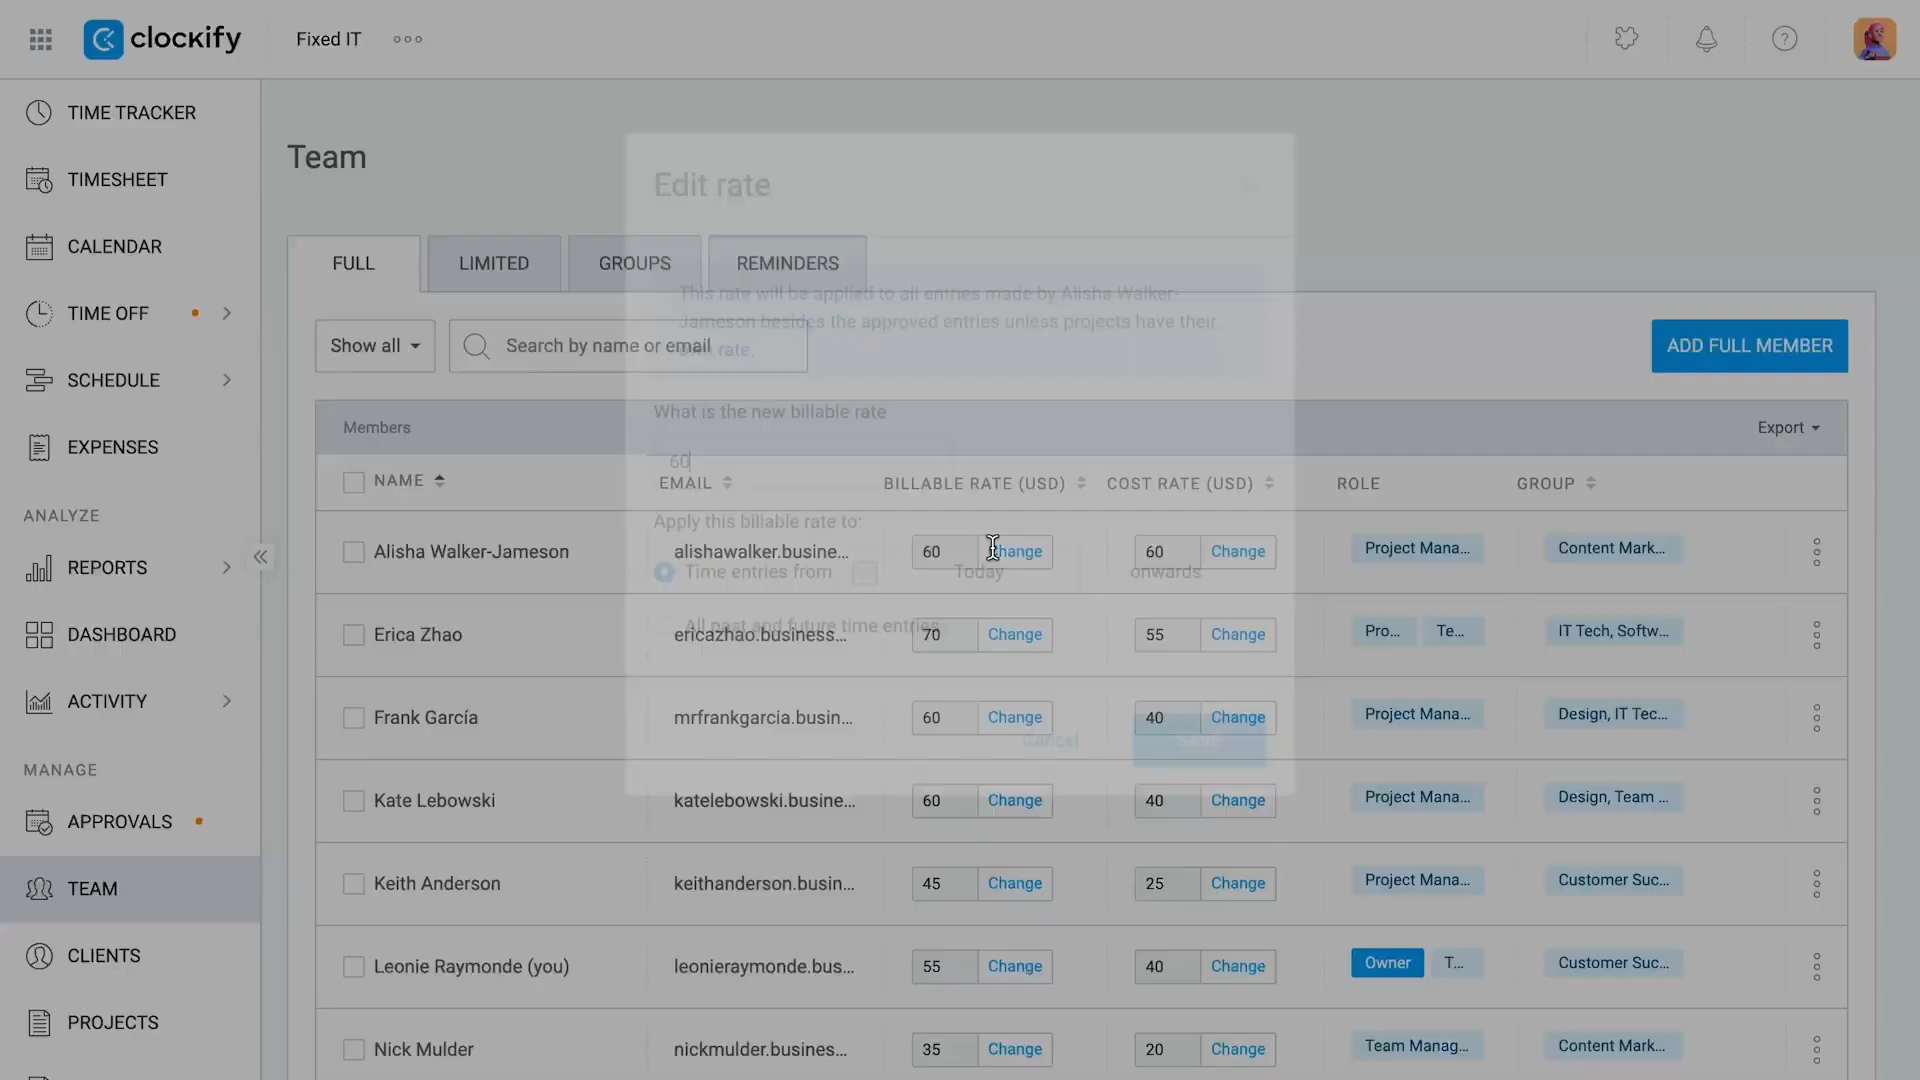 clockify
Fixed IT
TIME TRACKER
TIMESHEET
CALENDAR
TIME OFF
SCHEDULE
EXPENSES
ANALYZE
REPORTS
DASHBOARD
ACTIVITY
MANAGE
APPROVALS
TEAM
CLIENTS
PROJECTS
Team
FULL LIMITED GROUPS REMINDERS
Show all
Search by name or email
ADD FULL MEMBER
Members
Export
NAME EMAIL BILLABLE RATE (USD) COST RATE (USD) ROLE GROUP
Alisha Walker-Jameson alishawalker.busine... 60 Change 60 Change Project Mana... Content Mark...
Erica Zhao ericazhao.business... 70 Change 55 Change Pro... Te... IT Tech, Softw...
Frank García mrfrankgarcia.busin... 60 Change 40 Change Project Mana... Design, IT Tec...
Kate Lebowski katelebowski.busine... 60 Change 40 Change Project Mana... Design, Team ...
Keith Anderson keithanderson.busin... 45 Change 25 Change Project Mana... Customer Suc...
Leonie Raymonde (you) leonieraymonde.bus... 55 Change 40 Change Owner T... Customer Suc...
Nick Mulder nickmulder.busines... 35 Change 20 Change Team Manag... Content Mark...
Edit rate
This rate will be applied to all entries made by Alisha Walker-
Jameson besides the approved entries unless projects have their
rate.
What is the new billable rate
60
Apply this billable rate to:
Time entries from Today onwards
All past and future time entries
Cancel